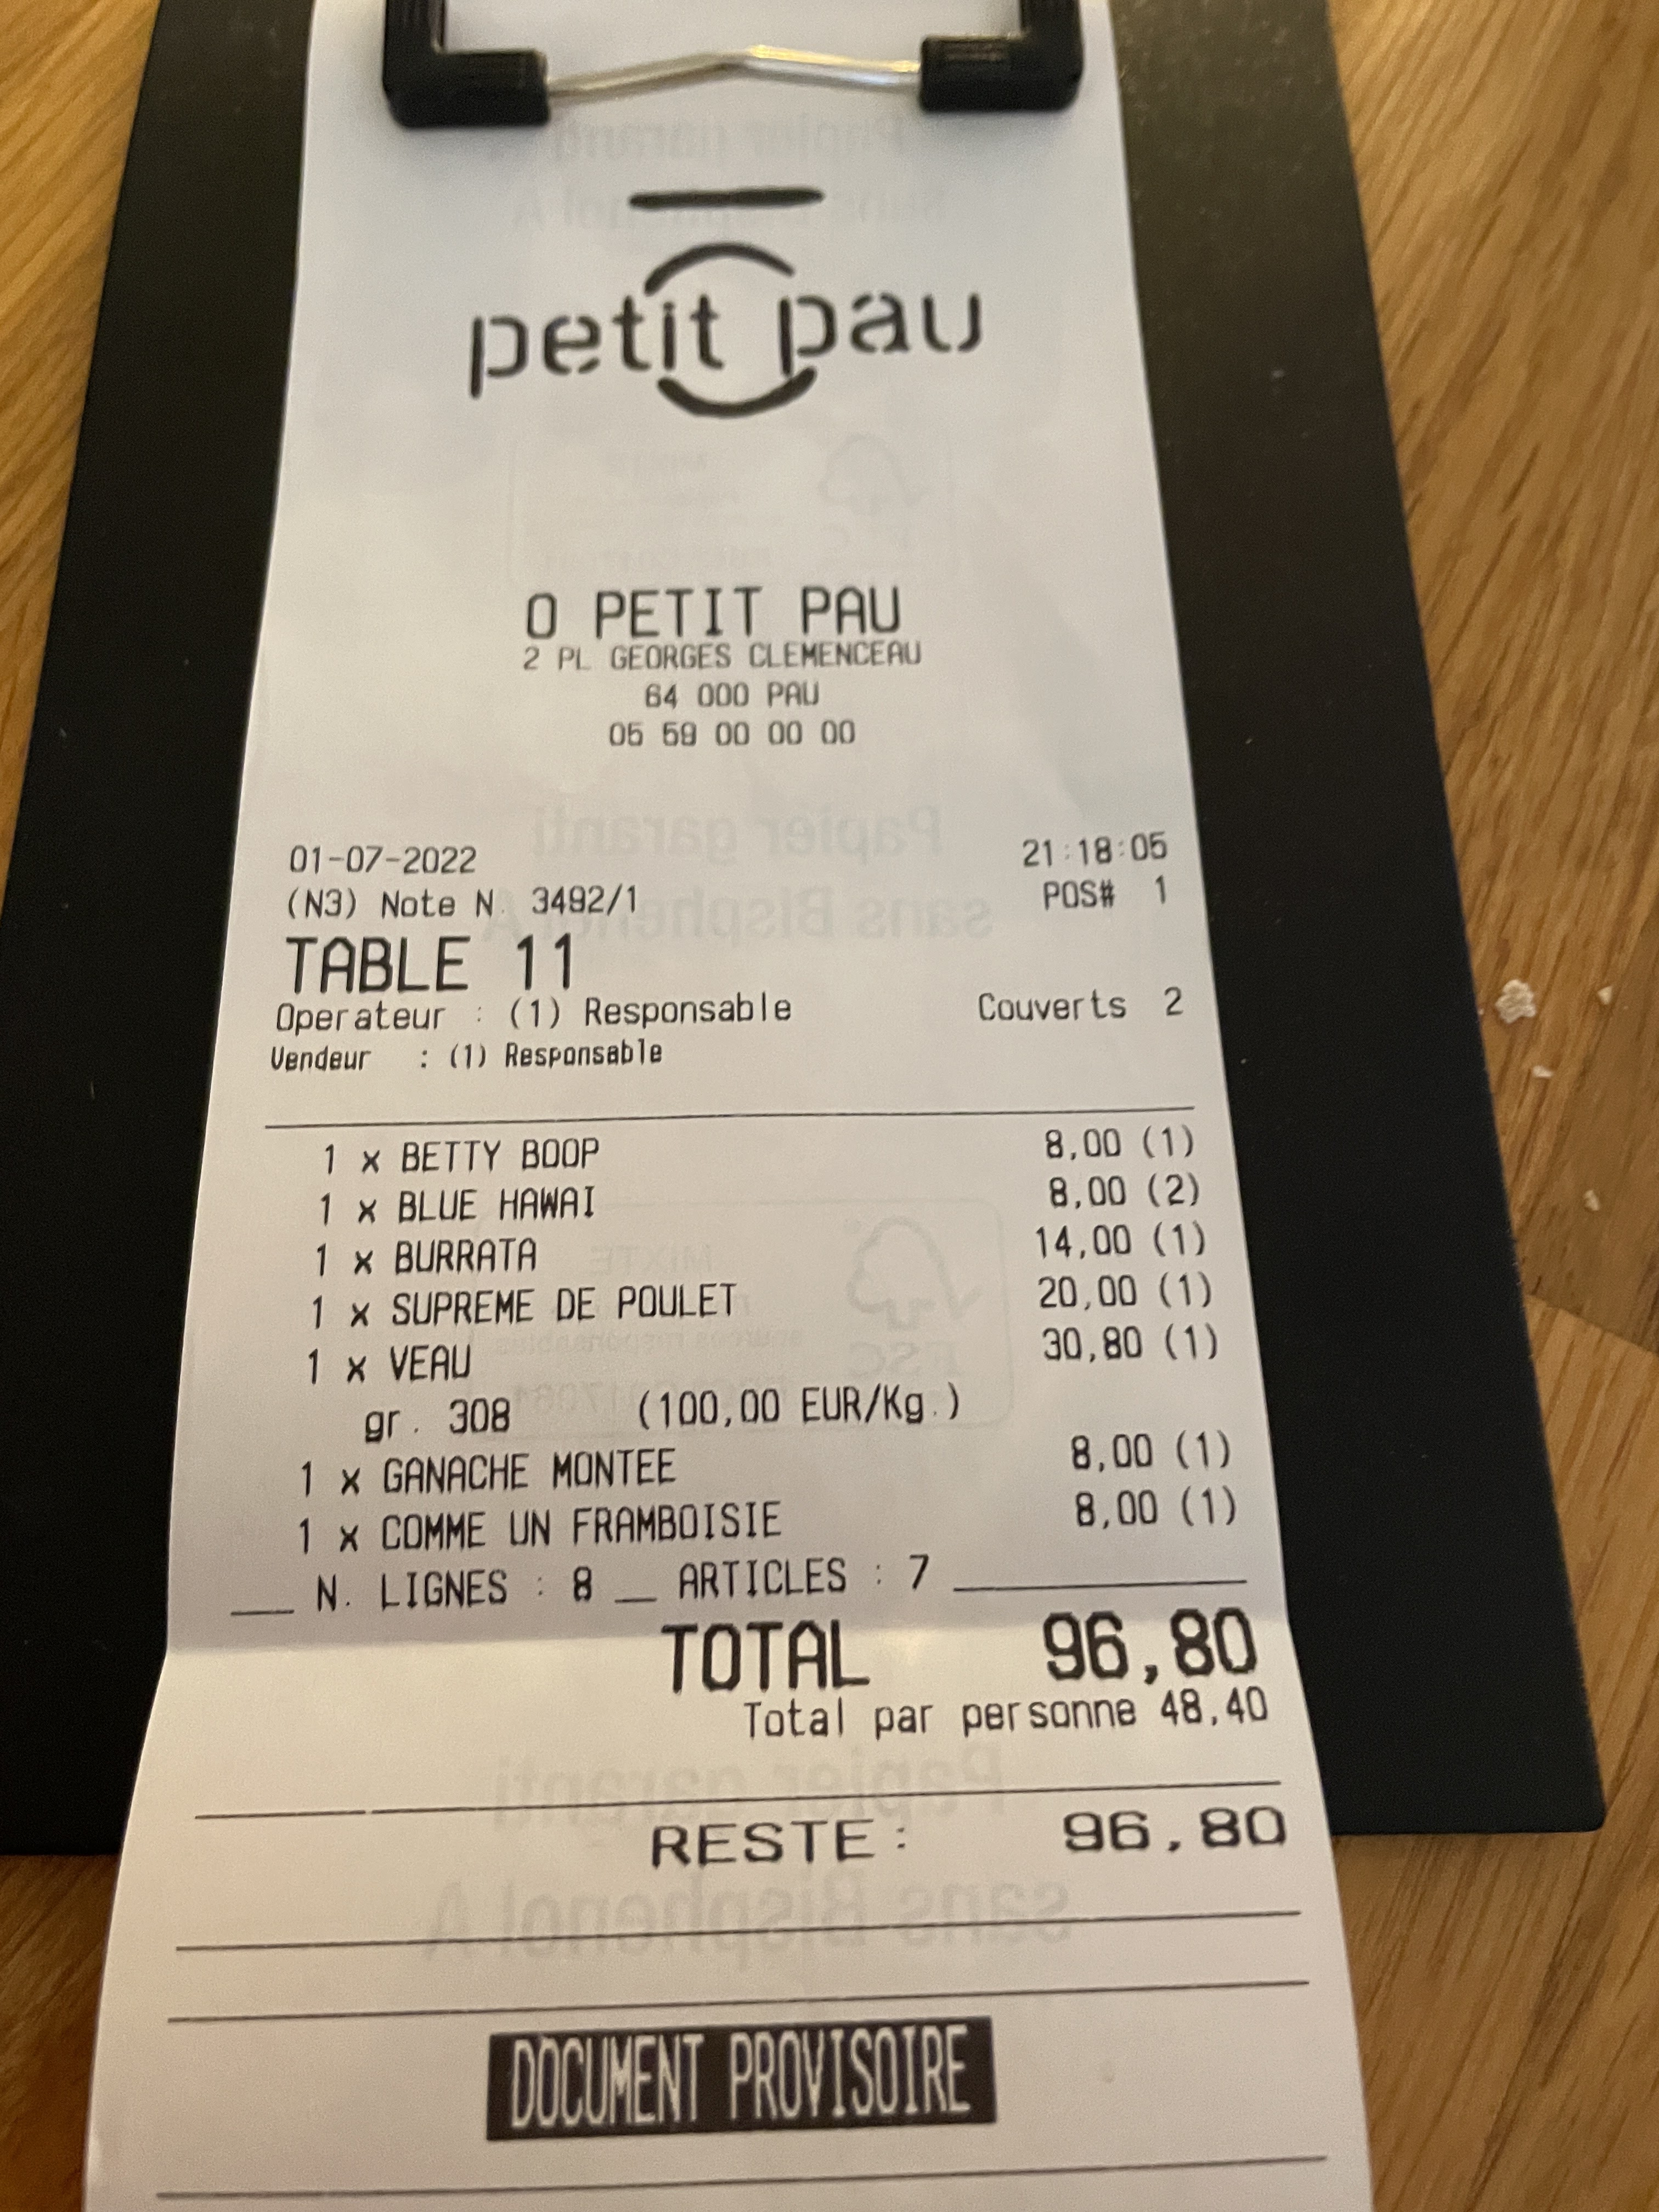 petit pau
O PETIT PAU
2 PL GEORGES CLEMENCEAU
64 000 PAU
05 59 00 00 00
01-07-2022 21:18:05
(N3) Note N. 3492/1 POS# 1
TABLE 11
Operateur : (1) Responsable Couverts 2
Vendeur : (1) Responsable
1 x BETTY BOOP 8,00 (1)
1 x BLUE HAWAI 8,00 (2)
1 x BURRATA 14,00 (1)
1 x SUPREME DE POULET 20,00 (1)
1 x VEAU 30,80 (1)
gr. 308 (100,00 EUR/Kg.)
1 x GANACHE MONTEE 8,00 (1)
1 x COMME UN FRAMBOISIE 8,00 (1)
N. LIGNES : 8 __ ARTICLES : 7
TOTAL 96,80
Total par personne 48,40
RESTE: 96,80
DOCUMENT PROVISOIRE
Papier garanti
sans Bisphenol A